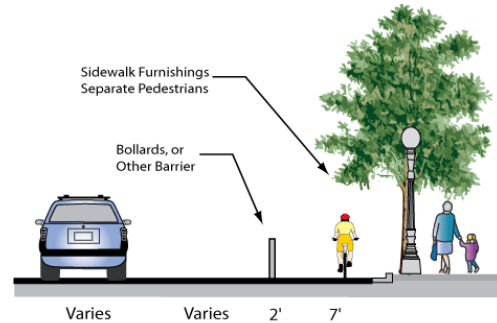 Sidewalk Furnishings
Separate Pedestrians
Bollards, or
Other Barrier
Varies
Varies
2'
7'